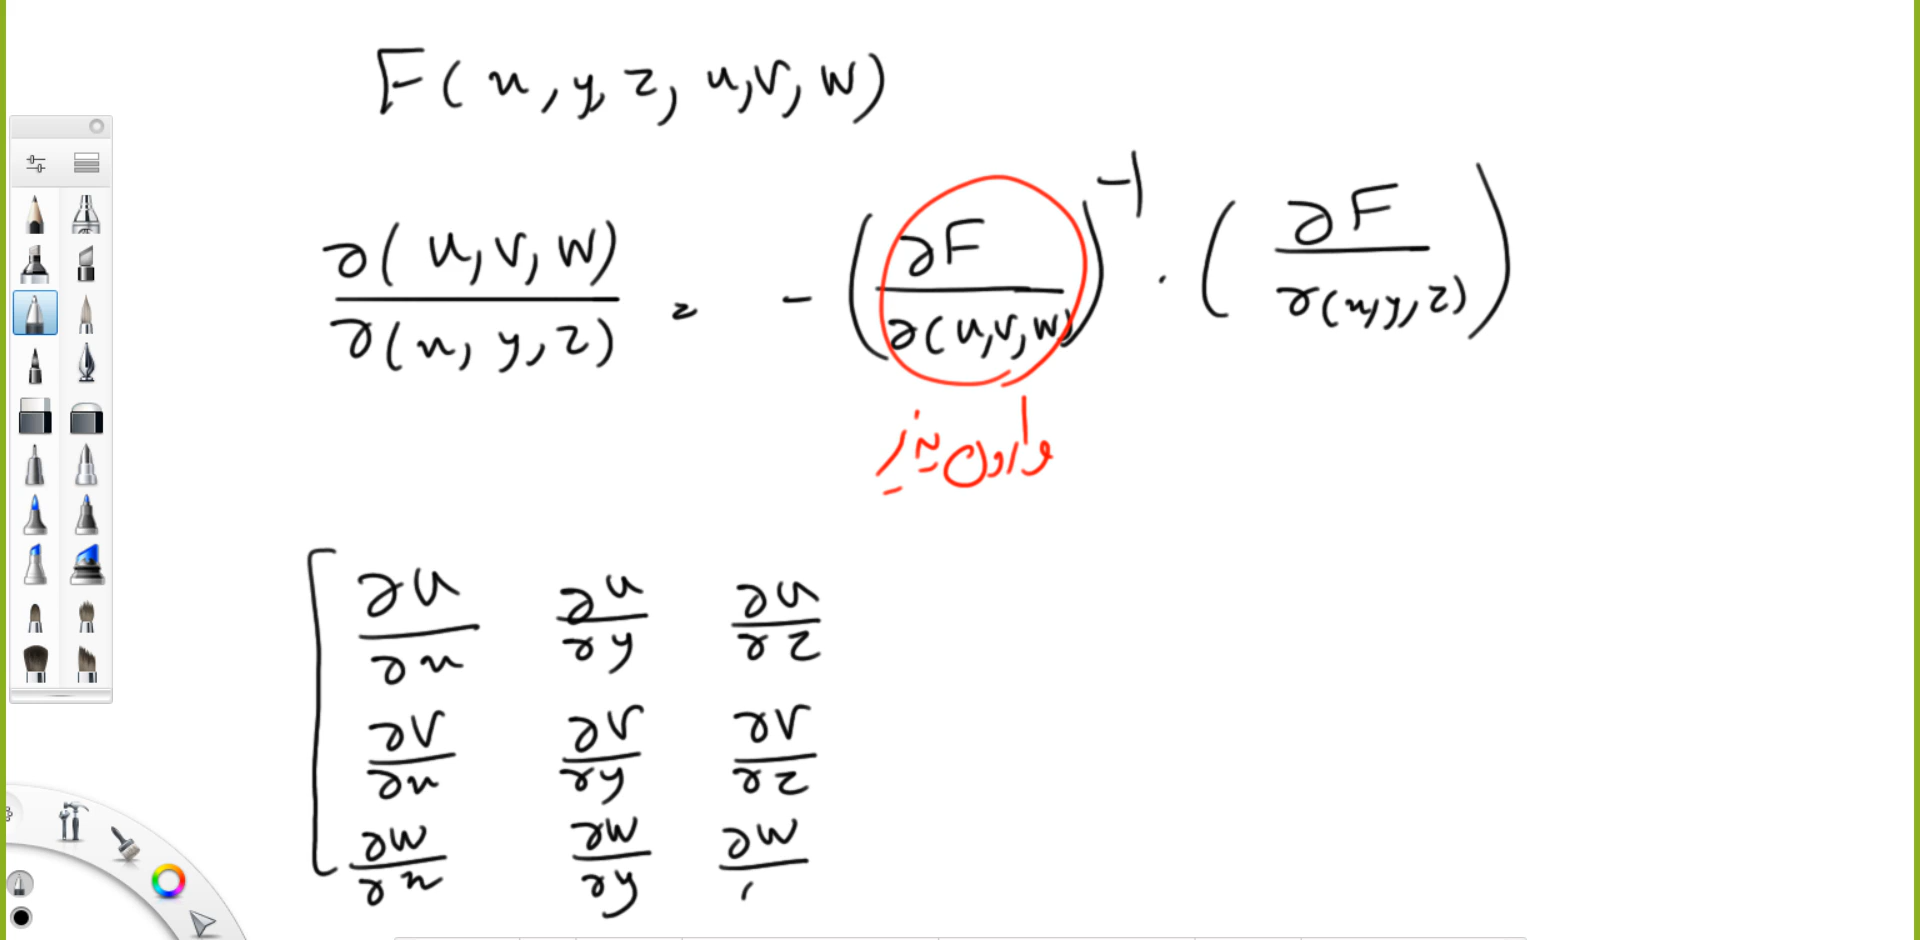 F(x, y, z, u, v, w)
∂(u, v, w) / ∂(x, y, z) = - (∂F / ∂(u, v, w))^-1 · (∂F / ∂(x, y, z))
وارون پذیر
[ ∂u/∂x ∂u/∂y ∂u/∂z
∂v/∂x ∂v/∂y ∂v/∂z
∂w/∂x ∂w/∂y ∂w/